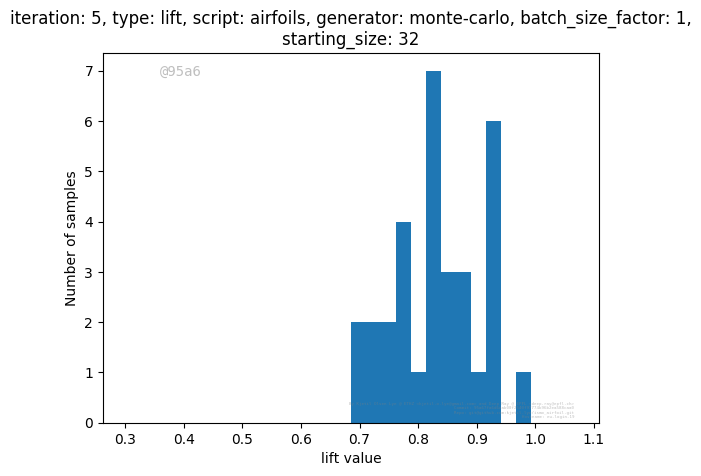 iteration: 5, type: lift, script: airfoils, generator: monte-carlo, batch_size_factor: 1,
starting_size: 32
@95a6
7
6
5
4
3
2
1
0
Number of samples
0.3 0.4 0.5 0.6 0.7 0.8 0.9 1.0 1.1
lift value